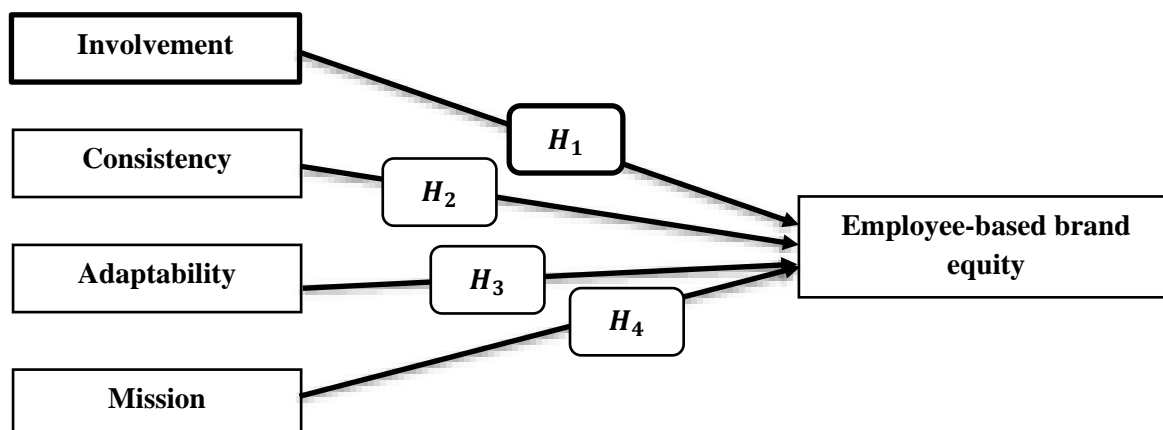 Involvement
H₁
Consistency
H₂
Employee-based brand
equity
Adaptability
H₃
H₄
Mission